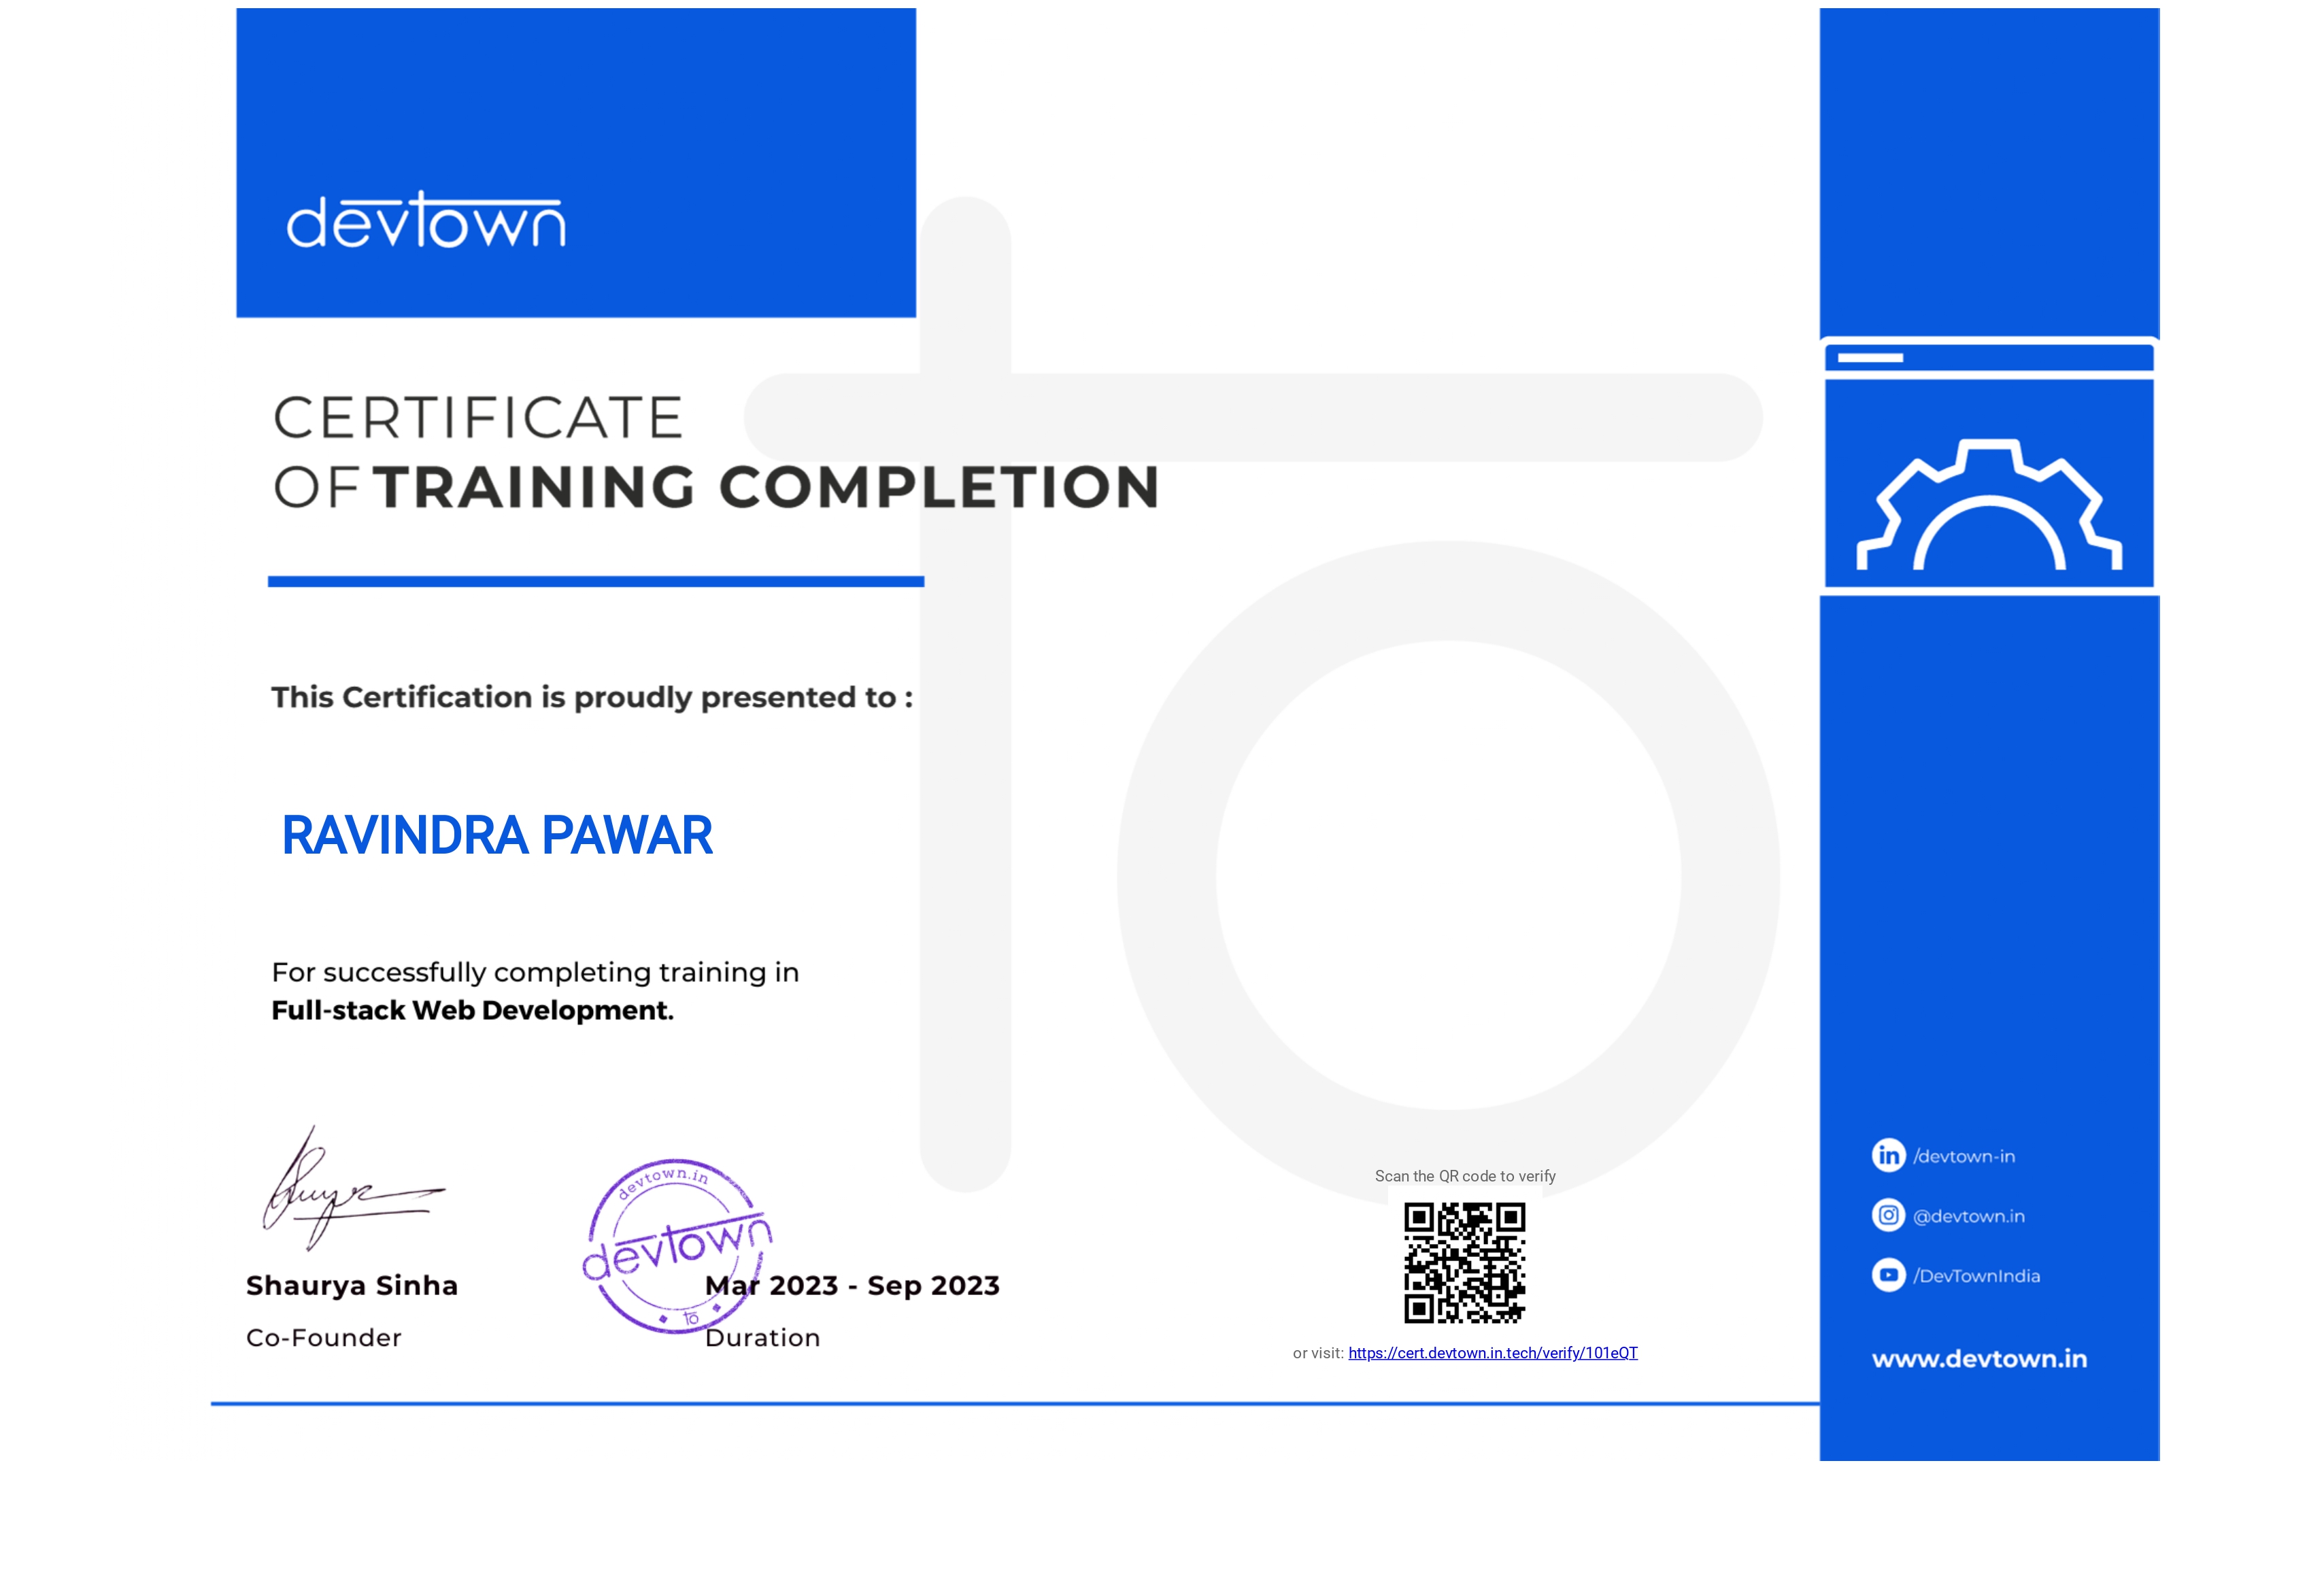 devtown
CERTIFICATE
OF TRAINING COMPLETION
This Certification is proudly presented to :
RAVINDRA PAWAR
For successfully completing training in
Full-stack Web Development.
Shaurya Sinha
Co-Founder
devtown.in
devtown
to
Mar 2023 - Sep 2023
Duration
Scan the QR code to verify
or visit: https://cert.devtown.in.tech/verify/101eQT
in /devtown-in
@devtown.in
/DevTownIndia
www.devtown.in